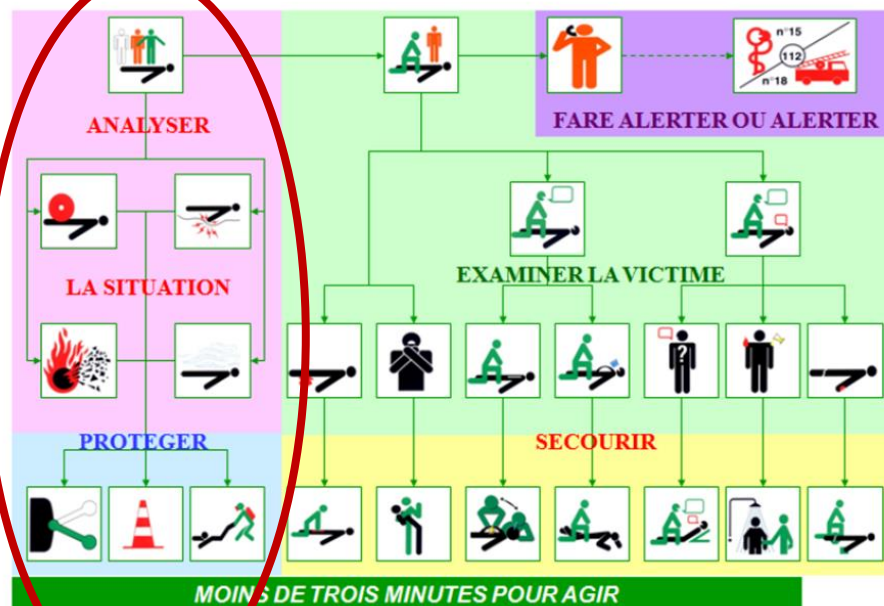 n°15
112
n°18
ANALYSER
FARE ALERTER OU ALERTER
LA SITUATION
EXAMINER LA VICTIME
?
PROTEGER
SECOURIR
MOINS DE TROIS MINUTES POUR AGIR